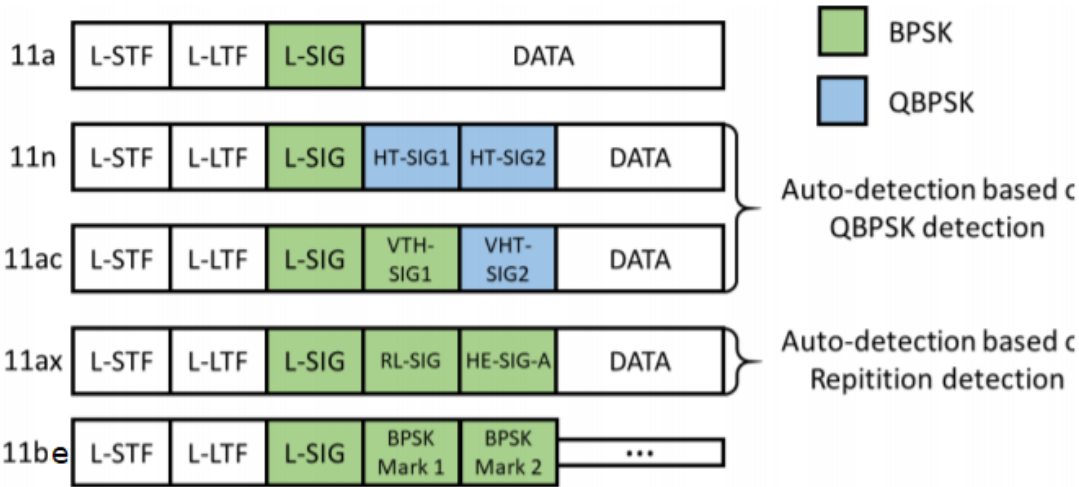 11a L-STF L-LTF L-SIG DATA
BPSK
QBPSK
11n L-STF L-LTF L-SIG HT-SIG1 HT-SIG2 DATA
Auto-detection based
QBPSK detection
11ac L-STF L-LTF L-SIG VTH-
SIG1 VHT-
SIG2 DATA
11ax L-STF L-LTF L-SIG RL-SIG HE-SIG-A DATA
Auto-detection based
Repitition detection
11be L-STF L-LTF L-SIG BPSK
Mark 1 BPSK
Mark 2 ...